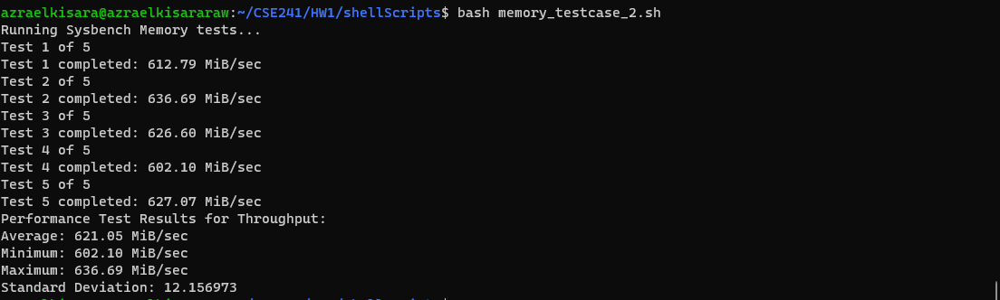 azraelkisara@azraelkisararaw:~/CSE241/HW1/shellScripts$ bash memory_testcase_2.sh
Running Sysbench Memory tests...
Test 1 of 5
Test 1 completed: 612.79 MiB/sec
Test 2 of 5
Test 2 completed: 636.69 MiB/sec
Test 3 of 5
Test 3 completed: 626.60 MiB/sec
Test 4 of 5
Test 4 completed: 602.10 MiB/sec
Test 5 of 5
Test 5 completed: 627.07 MiB/sec
Performance Test Results for Throughput:
Average: 621.05 MiB/sec
Minimum: 602.10 MiB/sec
Maximum: 636.69 MiB/sec
Standard Deviation: 12.156973